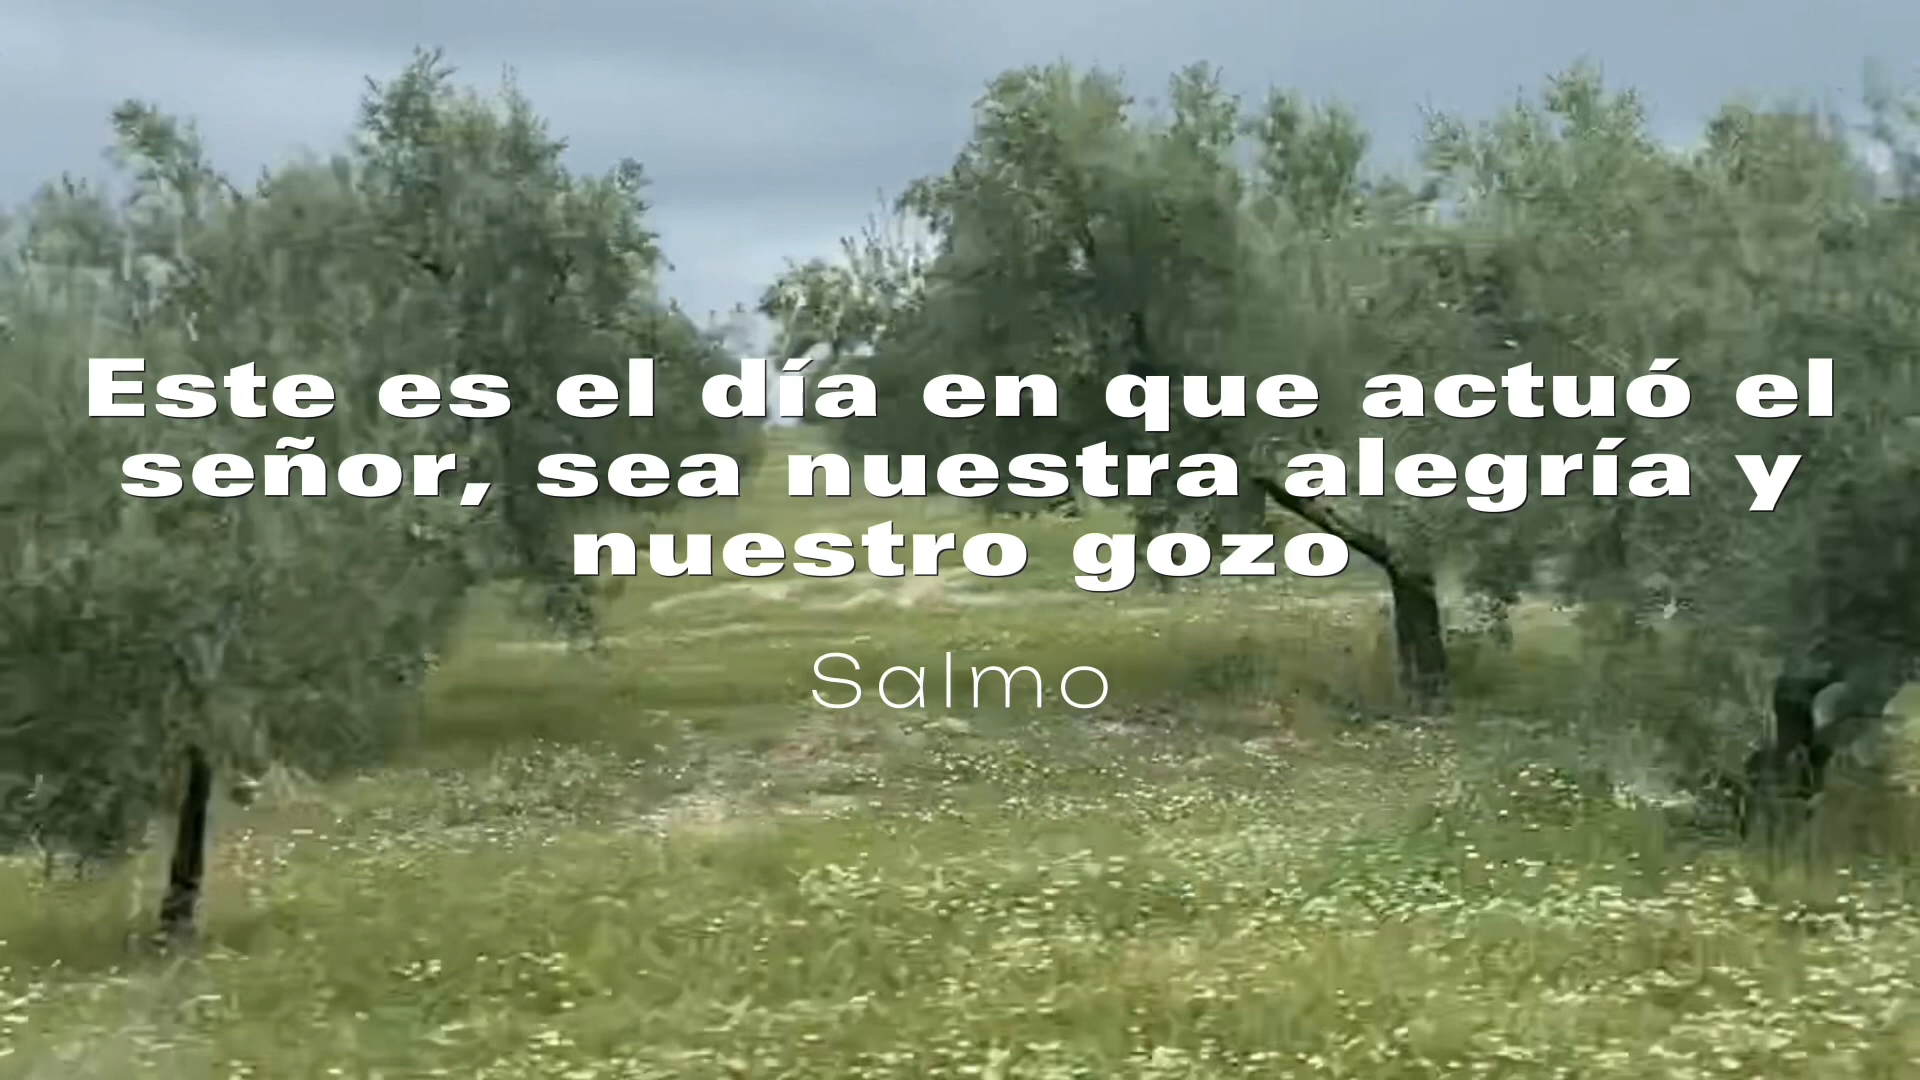 Este es el día en que actuó el
señor, sea nuestra alegría y
nuestro gozo
Salmo